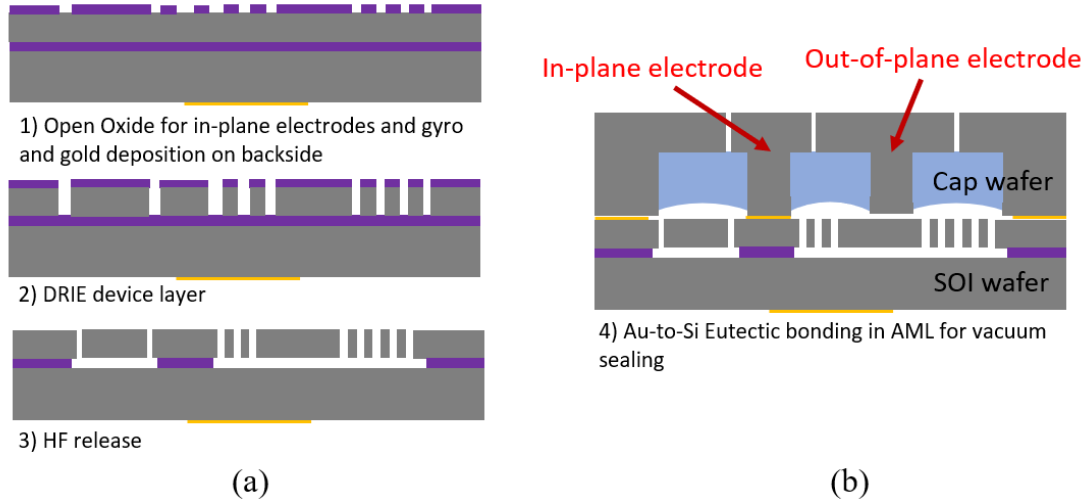 1) Open Oxide for in-plane electrodes and gyro
and gold deposition on backside
2) DRIE device layer
3) HF release
(a)
In-plane electrode
Out-of-plane electrode
Cap wafer
SOI wafer
4) Au-to-Si Eutectic bonding in AML for vacuum
sealing
(b)